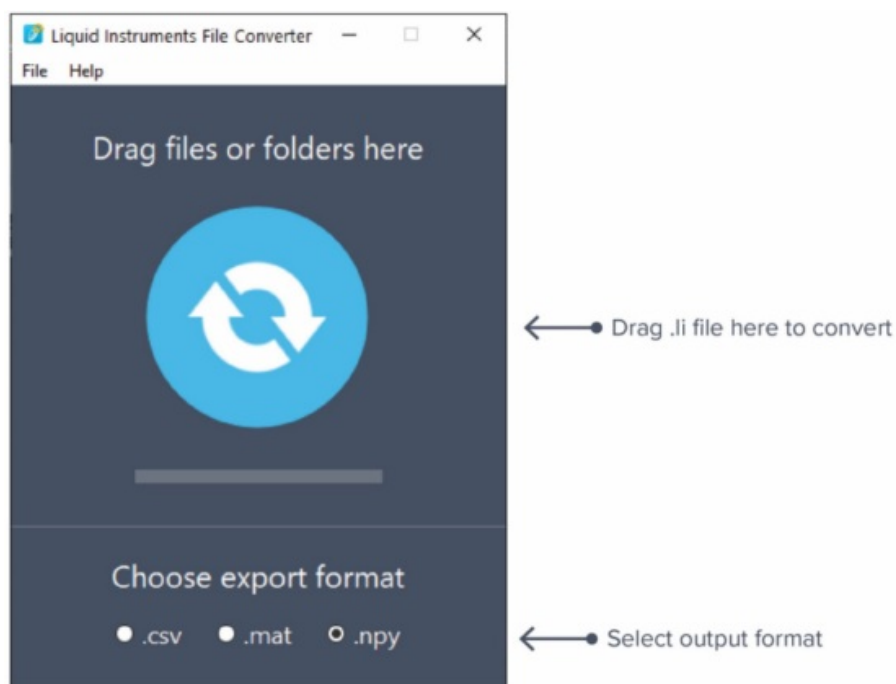 Liquid Instruments File Converter
File Help
Drag files or folders here
Drag .li file here to convert
Choose export format
.csv .mat .npy
Select output format